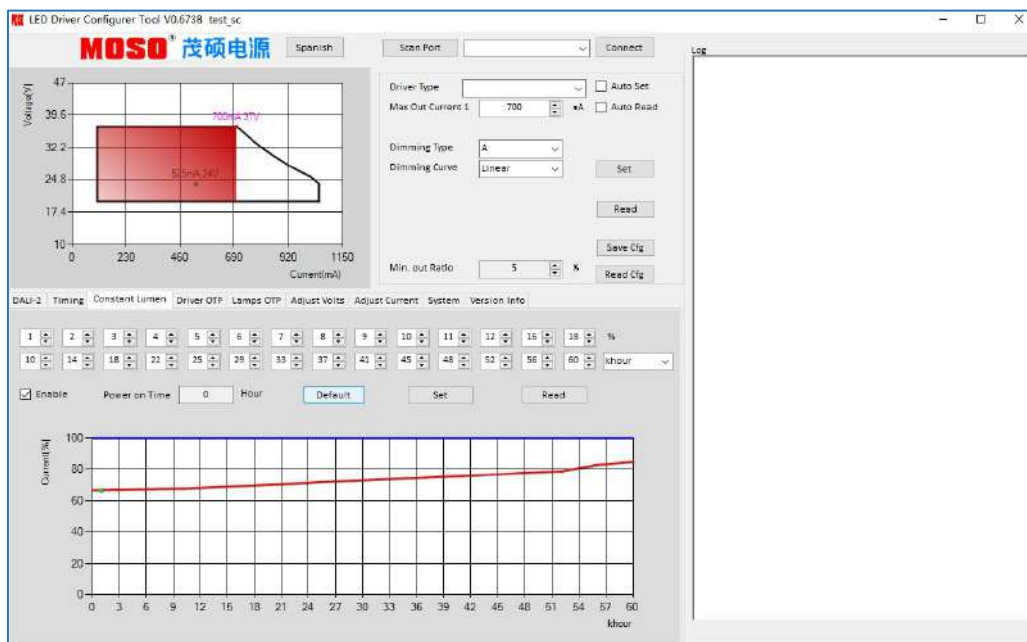 LED Driver Configurer Tool V0.6738 test_sc
MOSO® 茂硕电源 Spanish Scan Port Connect
Log
Voltage(V)
47
39.6
32.2
24.8
17.4
10
700mA 37V
525mA 24V
0 230 460 690 920 1150
Current(mA)
Driver Type Auto Set
Max Out Current 1 700 mA Auto Read
Dimming Type A
Dimming Curve Linear Set
Read
Save Cfg
Min. out Ratio 5 % Read Cfg
DALI-2 Timing Constant Lumen Driver OTP Lamps OTP Adjust Volts Adjust Current System Version Info
1 2 3 4 5 6 7 8 9 10 11 12 16 18 %
10 14 18 22 25 29 33 37 41 45 48 52 56 60 khour
Enable Power on Time 0 Hour Default Set Read
Current(%)
100
80
60
40
20
0
0 3 6 9 12 15 18 21 24 27 30 33 36 39 42 45 48 51 54 57 60
khour